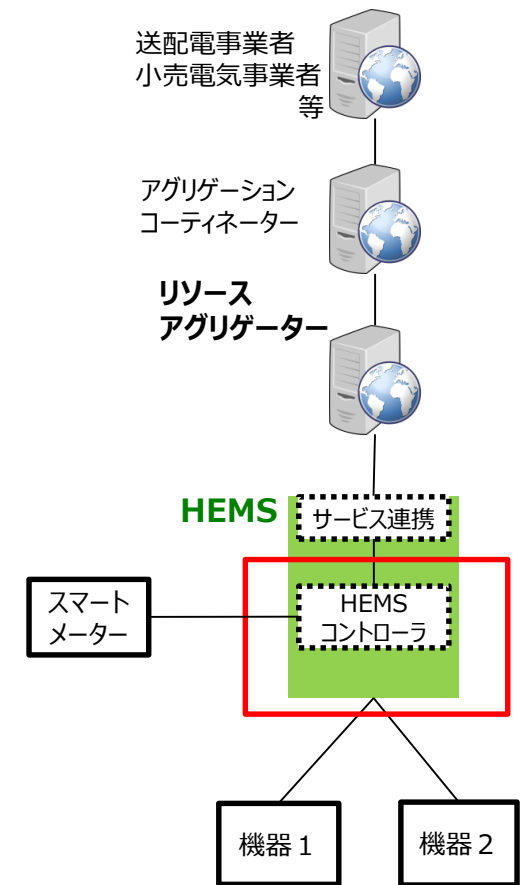 送配電事業者
小売電気事業者
等
アグリゲーション
コーティネーター
リソース
アグリゲーター
HEMS
サービス連携
スマート
メーター
HEMS
コントローラ
機器１
機器２